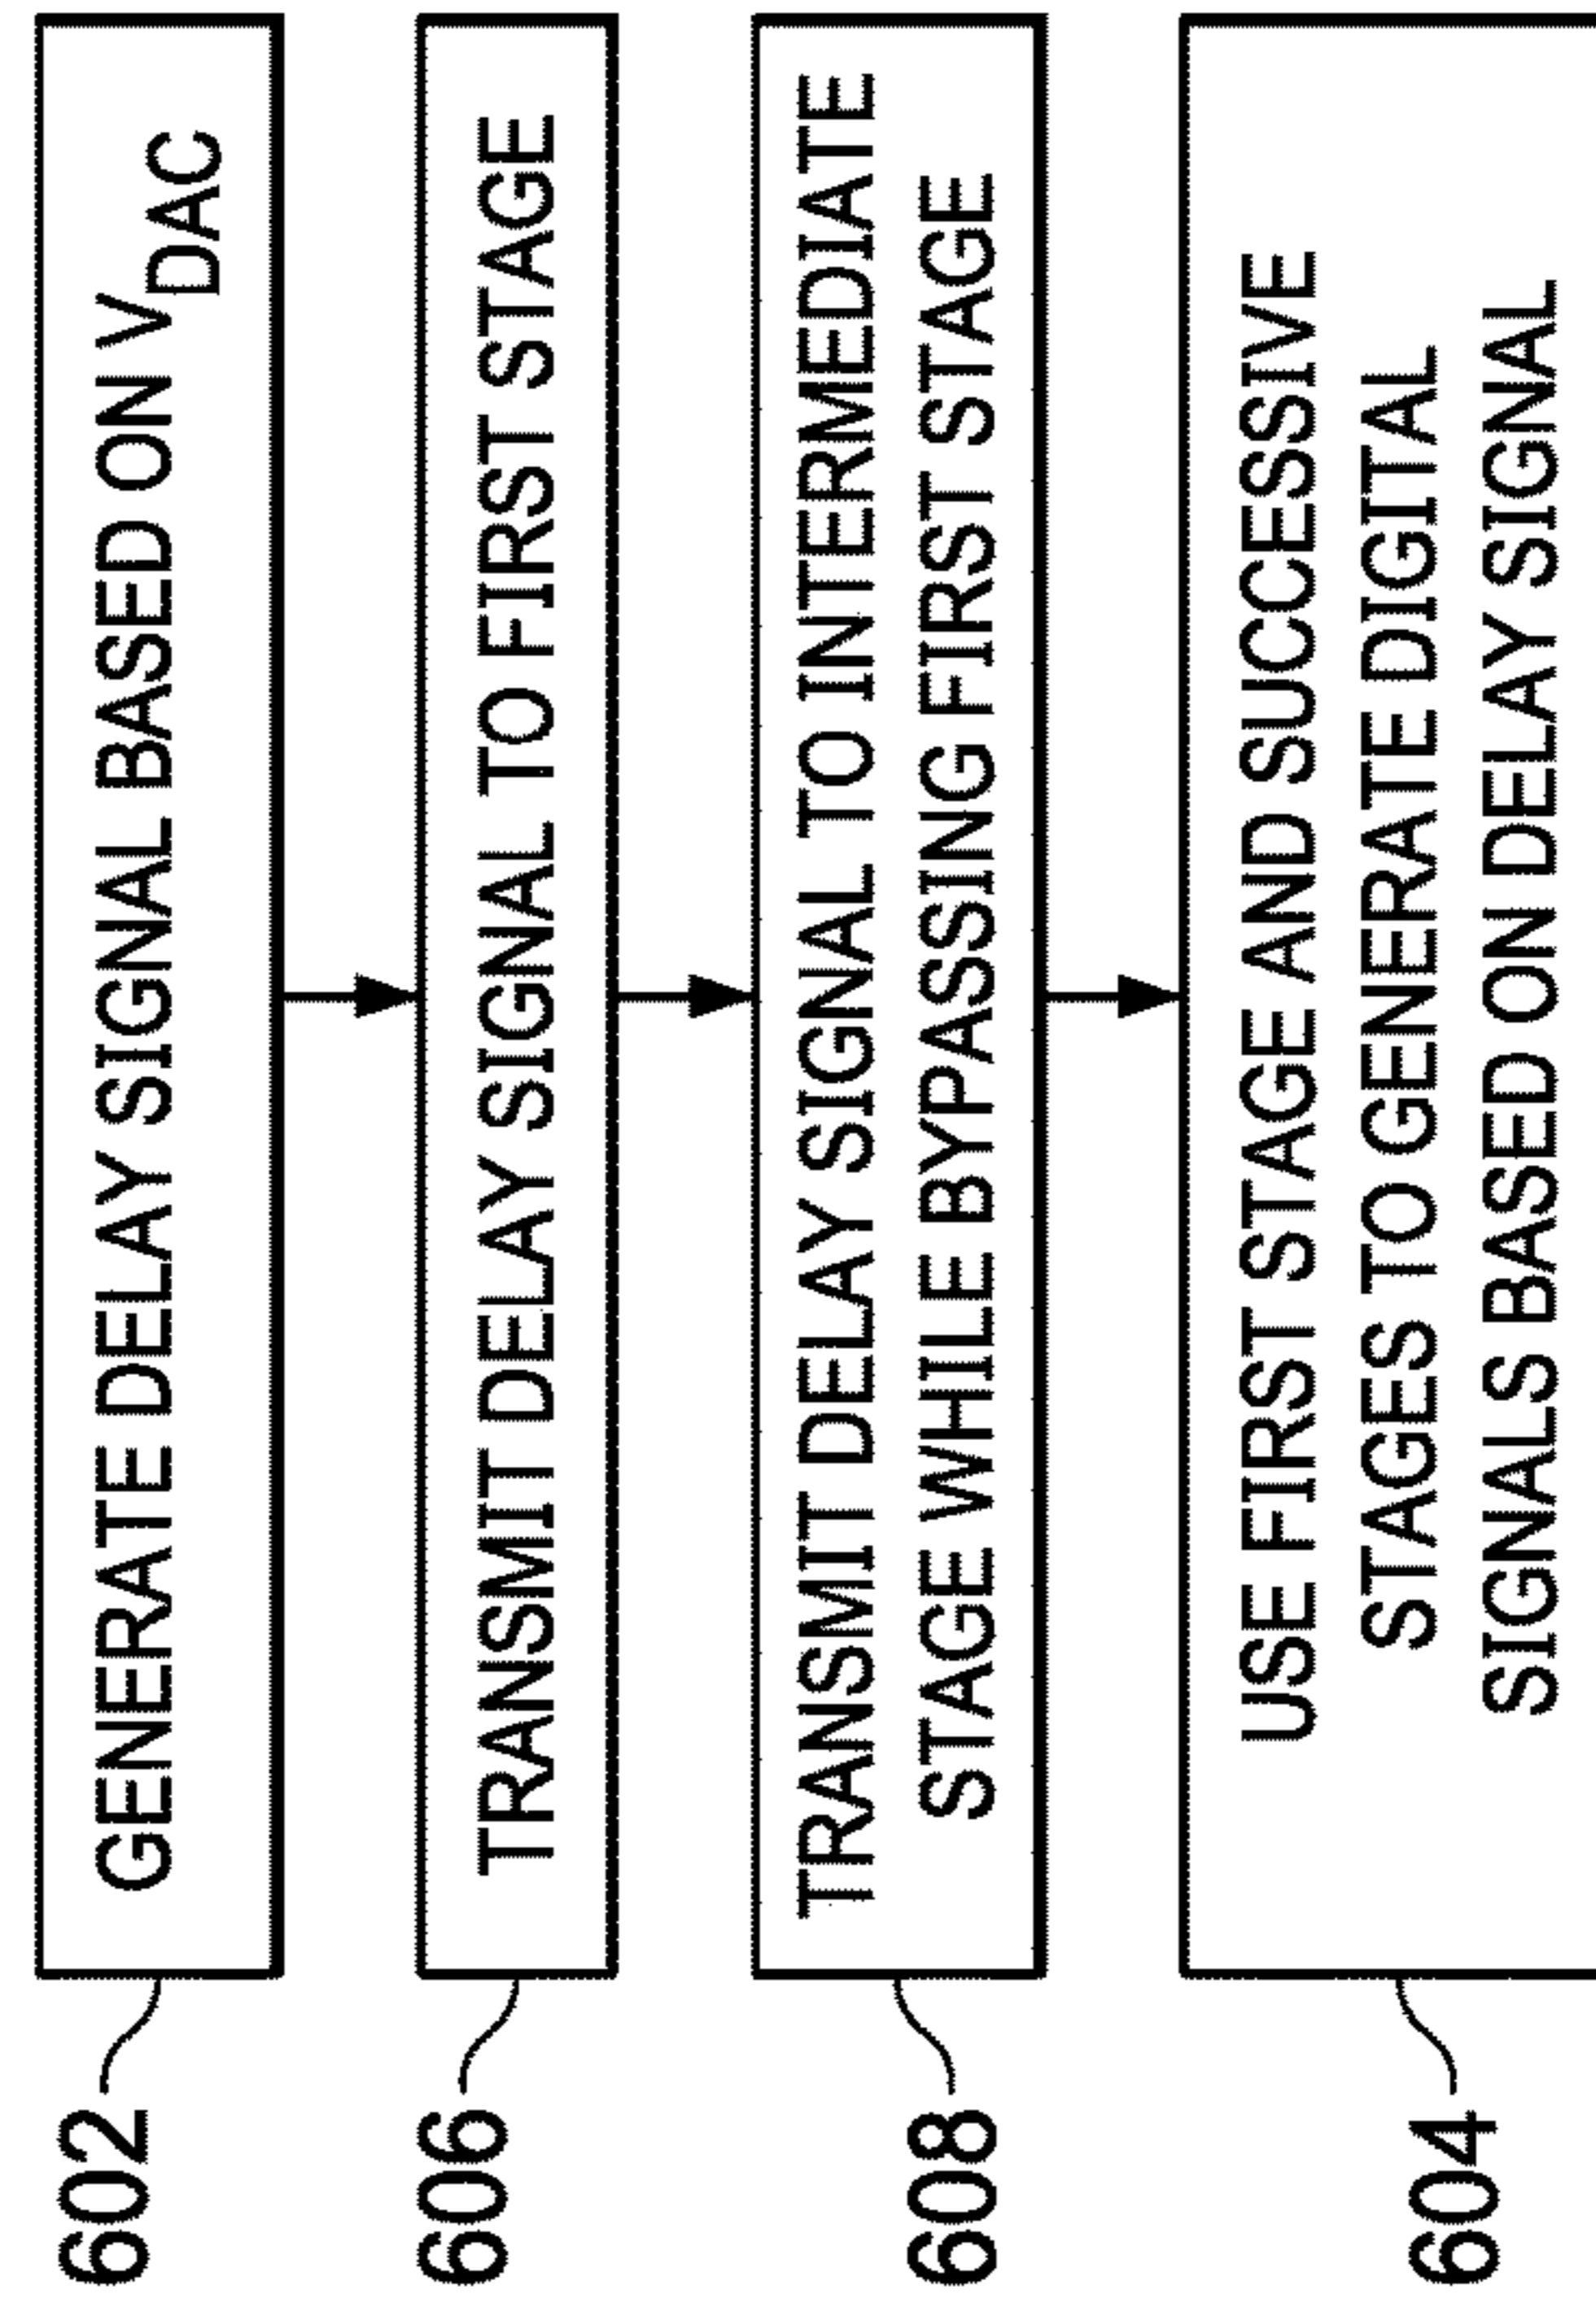 602
GENERATE DELAY SIGNAL BASED ON VDAC
606
TRANSMIT DELAY SIGNAL TO FIRST STAGE
608
TRANSMIT DELAY SIGNAL TO INTERMEDIATE
STAGE WHILE BYPASSING FIRST STAGE
604
USE FIRST STAGE AND SUCCESSIVE
STAGES TO GENERATE DIGITAL
SIGNALS BASED ON DELAY SIGNAL